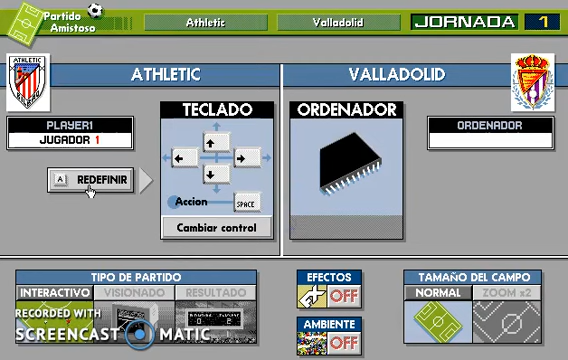 Partido
Amistoso
Athletic
Valladolid
JORNADA 1
ATHLETIC
VALLADOLID
ATHLETIC
BILBAO
PLAYER1
JUGADOR 1
A REDEFINIR
TECLADO
Accion SPACE
Cambiar control
ORDENADOR
ORDENADOR
TIPO DE PARTIDO
INTERACTIVO VISIONADO RESULTADO
EFECTOS
OFF
AMBIENTE
OFF
TAMAÑO DEL CAMPO
NORMAL ZOOM x2
RECORDED WITH
SCREENCAST MATIC